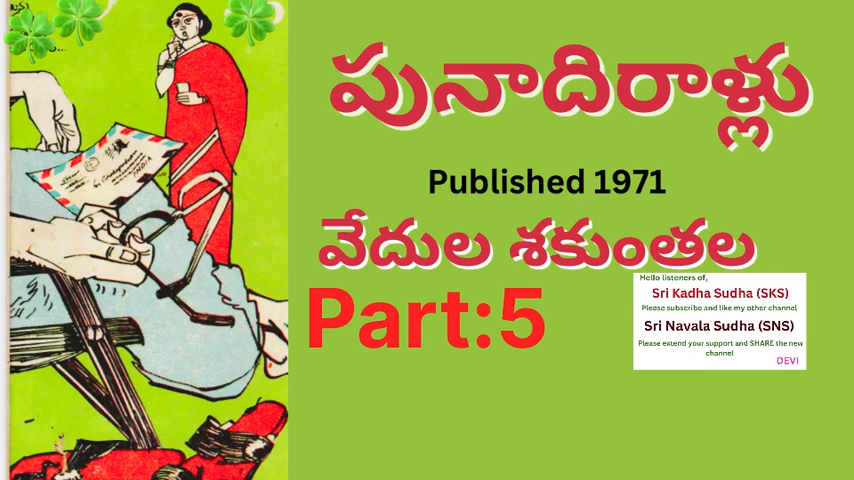 పునాదిరాళ్లు
Published 1971
వేదుల శకుంతల
Part:5
Hello listeners of,
Sri Kadha Sudha (SKS)
Please subscribe and like my other channel
Sri Navala Sudha (SNS)
Please extend your support and SHARE the new
channel
DEVI
INDIA